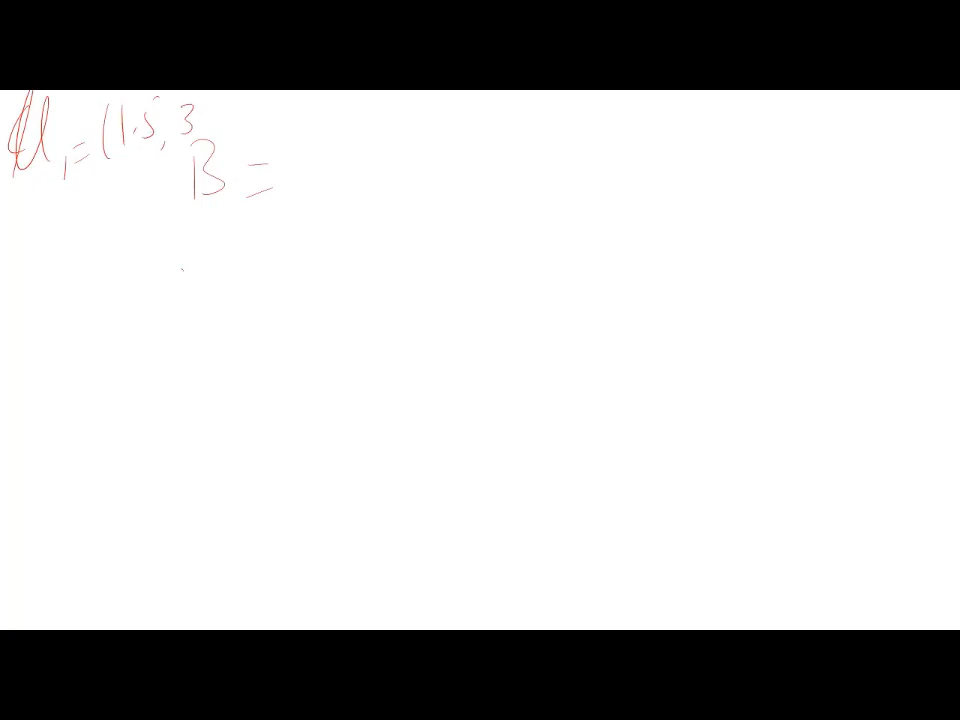 μ₁ = (1.5, 3
B =